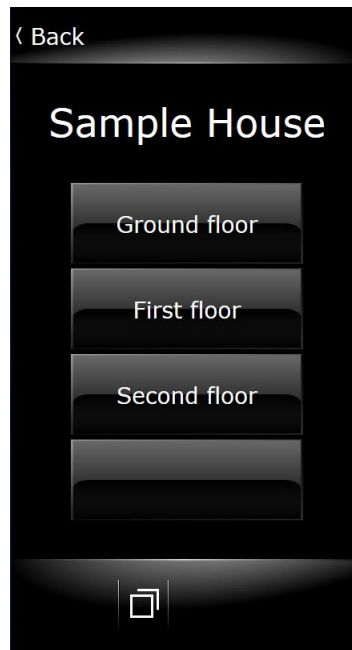 Back
Sample House
Ground floor
First floor
Second floor